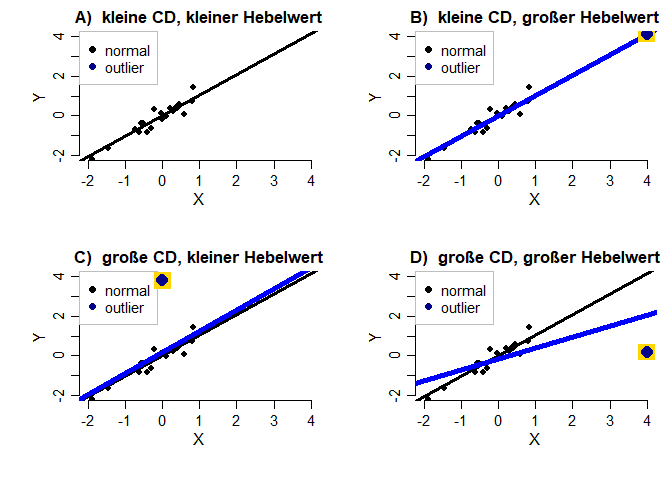 A)  kleine CD, kleiner Hebelwert
normal
outlier
Y
4
2
0
-2
-2 -1 0 1 2 3 4
X
B)  kleine CD, großer Hebelwert
normal
outlier
Y
4
2
0
-2
-2 -1 0 1 2 3 4
X
C)  große CD, kleiner Hebelwert
normal
outlier
Y
4
2
0
-2
-2 -1 0 1 2 3 4
X
D)  große CD, großer Hebelwert
normal
outlier
Y
4
2
0
-2
-2 -1 0 1 2 3 4
X